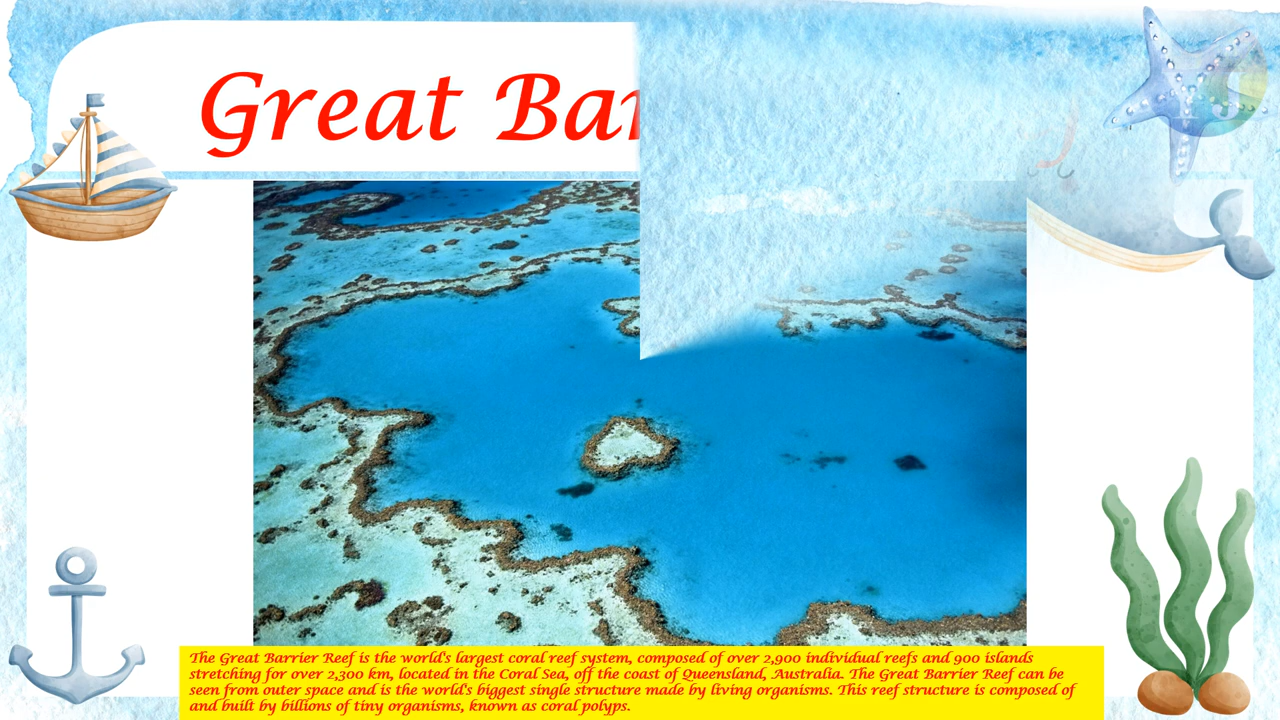 Great Bar
The Great Barrier Reef is the world's largest coral reef system, composed of over 2,900 individual reefs and 900 islands
stretching for over 2,300 km, located in the Coral Sea, off the coast of Queensland, Australia. The Great Barrier Reef can be
seen from outer space and is the world's biggest single structure made by living organisms. This reef structure is composed of
and built by billions of tiny organisms, known as coral polyps.